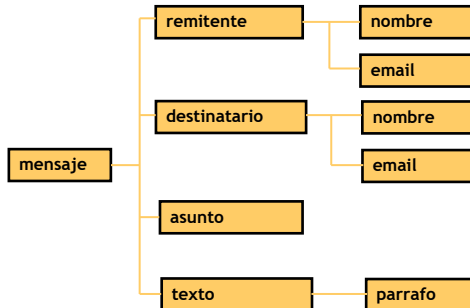 remitente
nombre
email
destinatario
nombre
email
mensaje
asunto
texto
parrafo